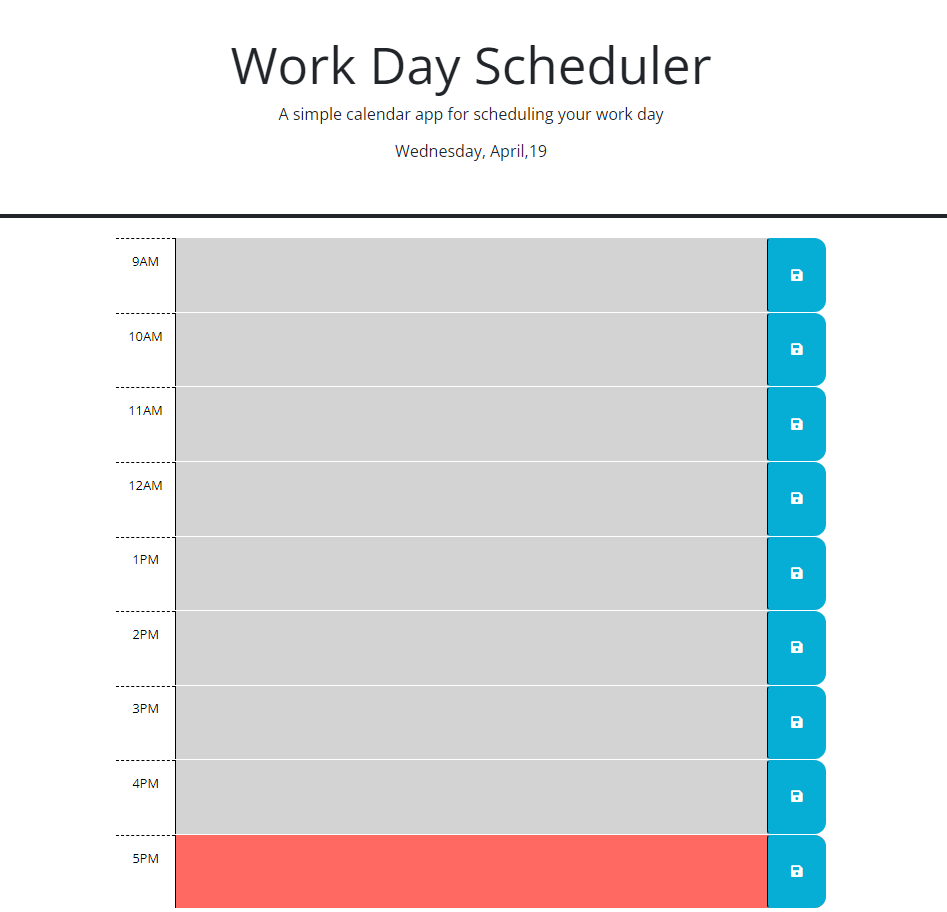 Work Day Scheduler
A simple calendar app for scheduling your work day
Wednesday, April,19
9AM
10AM
11AM
12AM
1PM
2PM
3PM
4PM
5PM